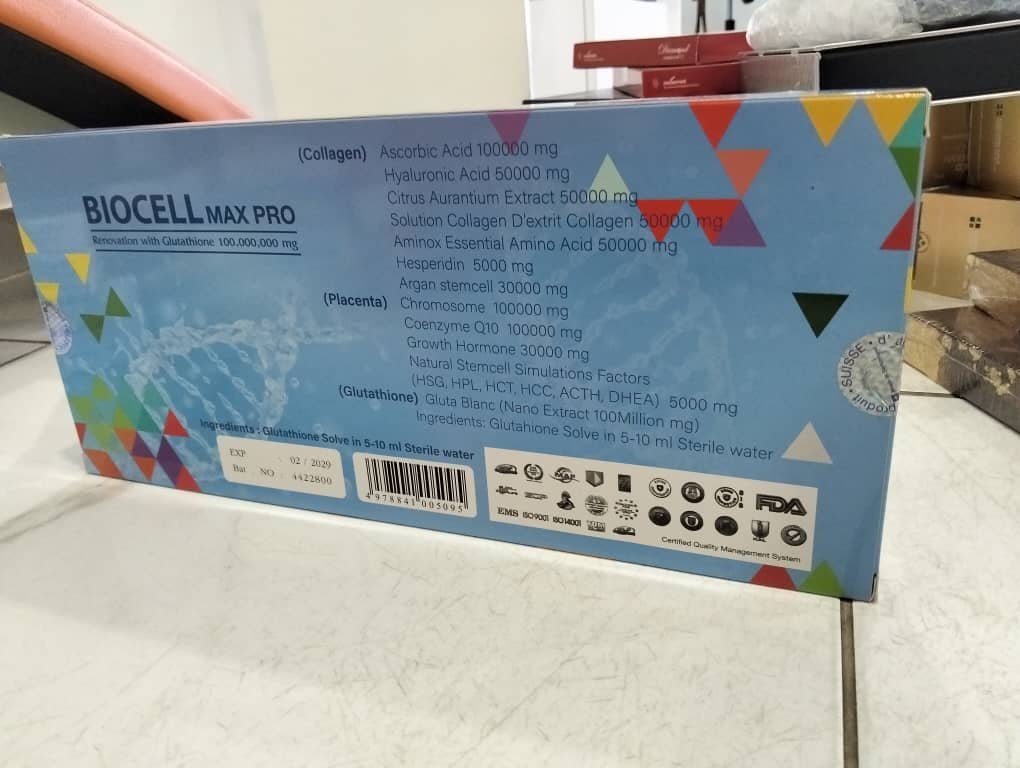 BIOCELL MAX PRO
Renovation with Glutathione 100,000,000 mg
(Collagen) Ascorbic Acid 100000 mg
Hyaluronic Acid 50000 mg
Citrus Aurantium Extract 50000 mg
Solution Collagen D'extrit Collagen 50000 mg
Aminox Essential Amino Acid 50000 mg
Hesperidin 5000 mg
Argan stemcell 30000 mg
(Placenta) Chromosome 100000 mg
Coenzyme Q10 100000 mg
Growth Hormone 30000 mg
Natural Stemcell Simulations Factors
(HSG, HPL, HCT, HCC, ACTH, DHEA) 5000 mg
(Glutathione) Gluta Blanc (Nano Extract 100Million mg)
Ingredients: Glutahione Solve in 5-10 ml Sterile water
Ingredients : Glutathione Solve in 5-10 ml Sterile water
EXP : 02 / 2029
Bat . NO : 4422800
4 978841 005095
FDA
EMS ISO9001 ISO14001
Certified Quality Management System
SUISSE • d'
produit